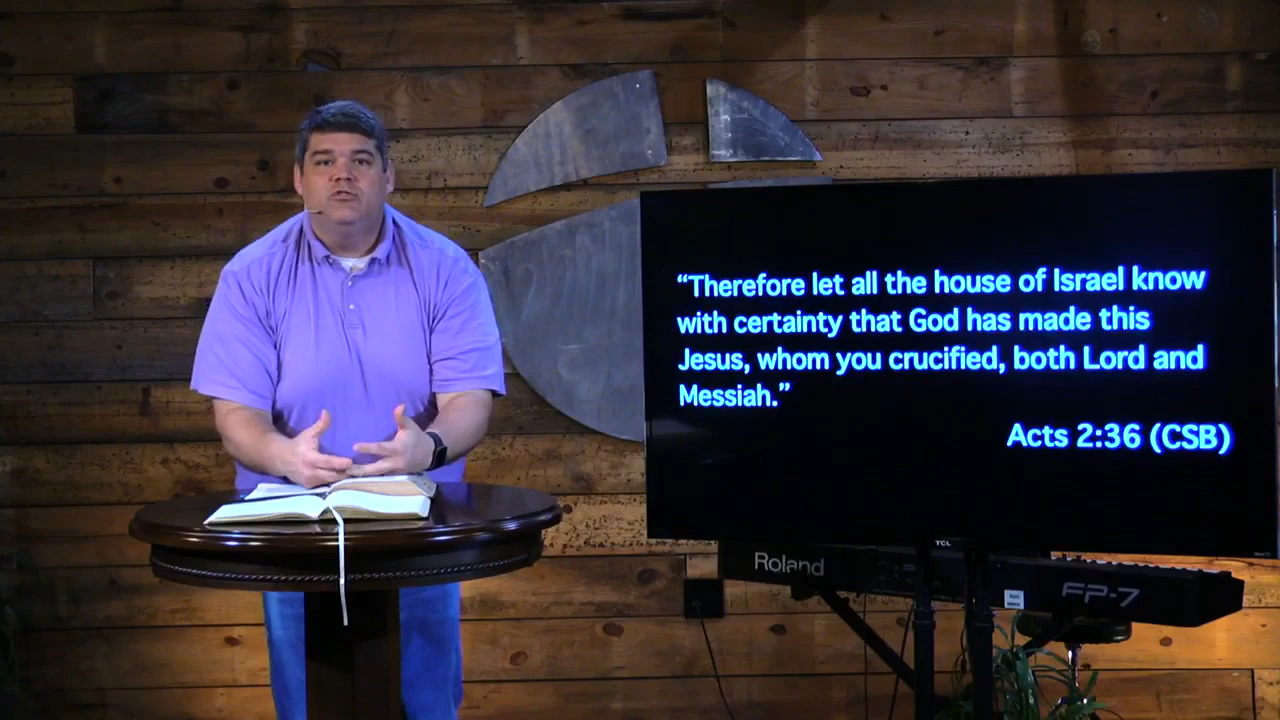 “Therefore let all the house of Israel know
with certainty that God has made this
Jesus, whom you crucified, both Lord and
Messiah.”
Acts 2:36 (CSB)
TCL
Roland
FP-7